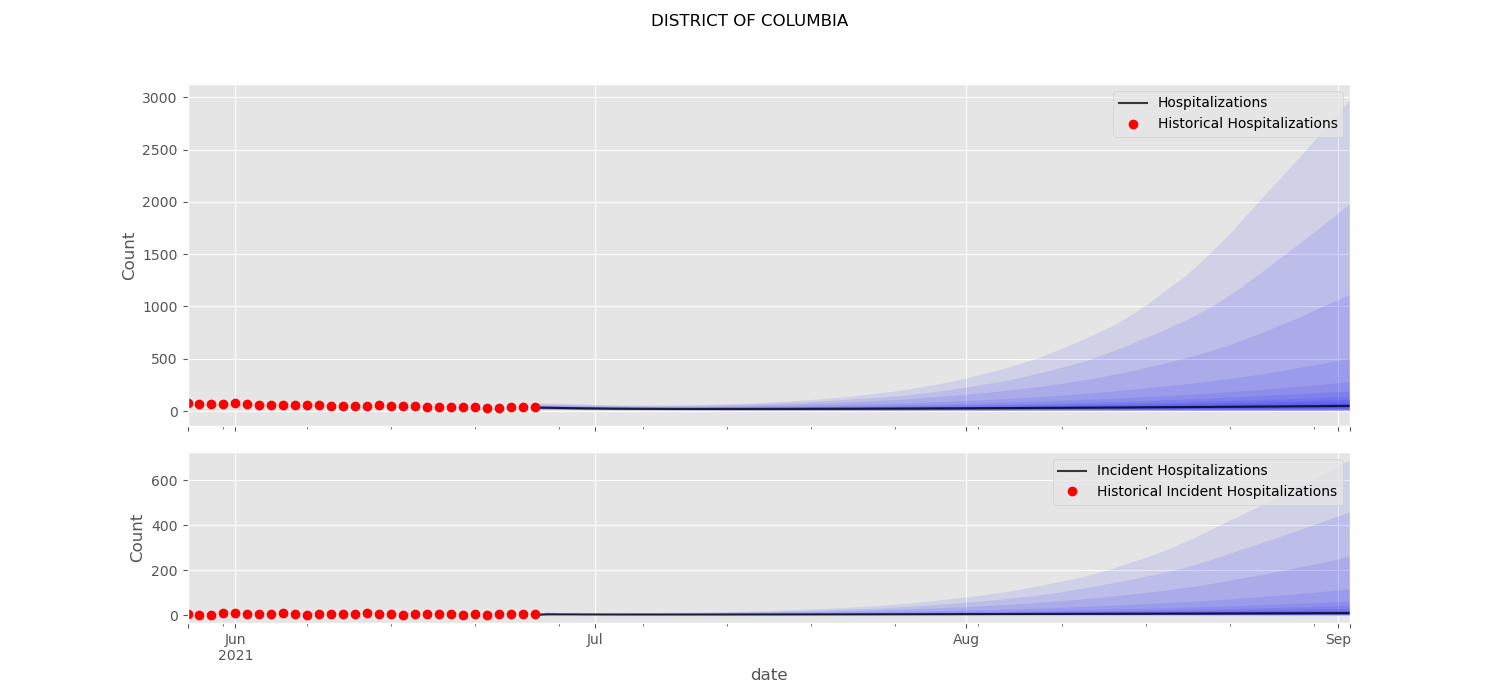 DISTRICT OF COLUMBIA
Hospitalizations
Historical Hospitalizations
3000
2500
2000
1500
1000
500
0
Count
Incident Hospitalizations
Historical Incident Hospitalizations
600
400
200
0
Count
Jun
2021
Jul
Aug
Sep
date